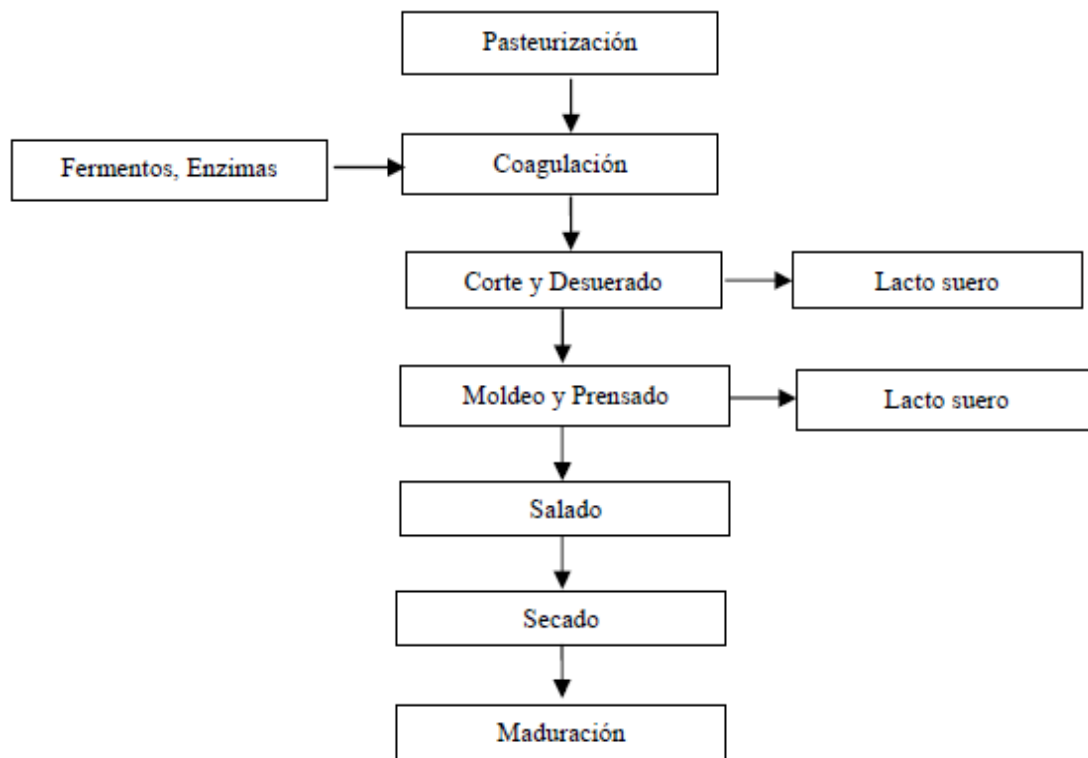 Pasteurización
Fermentos, Enzimas
Coagulación
Corte y Desuerado
Lacto suero
Moldeo y Prensado
Lacto suero
Salado
Secado
Maduración